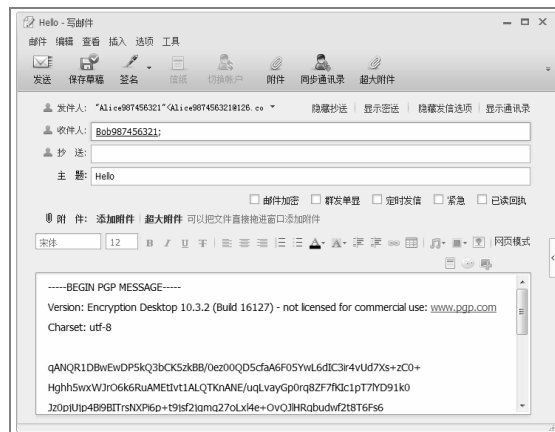 Hello - 写邮件
邮件 编辑 查看 插入 选项 工具
发送 保存草稿 签名 信纸 切换帐户 附件 同步通讯录 超大附件
发件人: "Alice987456321"<Alice987456321@126.co 隐藏抄送 显示密送 隐藏发信选项 显示通讯录
收件人: Bob987456321;
抄 送:
主 题: Hello
邮件加密 群发单显 定时发信 紧急 已读回执
附 件: 添加附件 超大附件 可以把文件直接拖进窗口添加附件
宋体 12 B I U T 网页模式
-----BEGIN PGP MESSAGE-----
Version: Encryption Desktop 10.3.2 (Build 16127) - not licensed for commercial use: www.pgp.com
Charset: utf-8
qANQR1DBwEwDP5kQ3bCK5zkBB/0ez00QD5cfaA6F05YwL6dIC3ir4vUd7Xs+zC0+
Hghh5wxWJrO6k6RuAMEtIvt1ALQTKnANE/uqLvayGp0rq8ZF7fKIc1pT7lYD91k0
Jz0pjUjp4Bi9BITrsNXPi6p+t9jsf2jgmg27oLxl4e+OvQJlHRqbudwf2t8T6Fs6